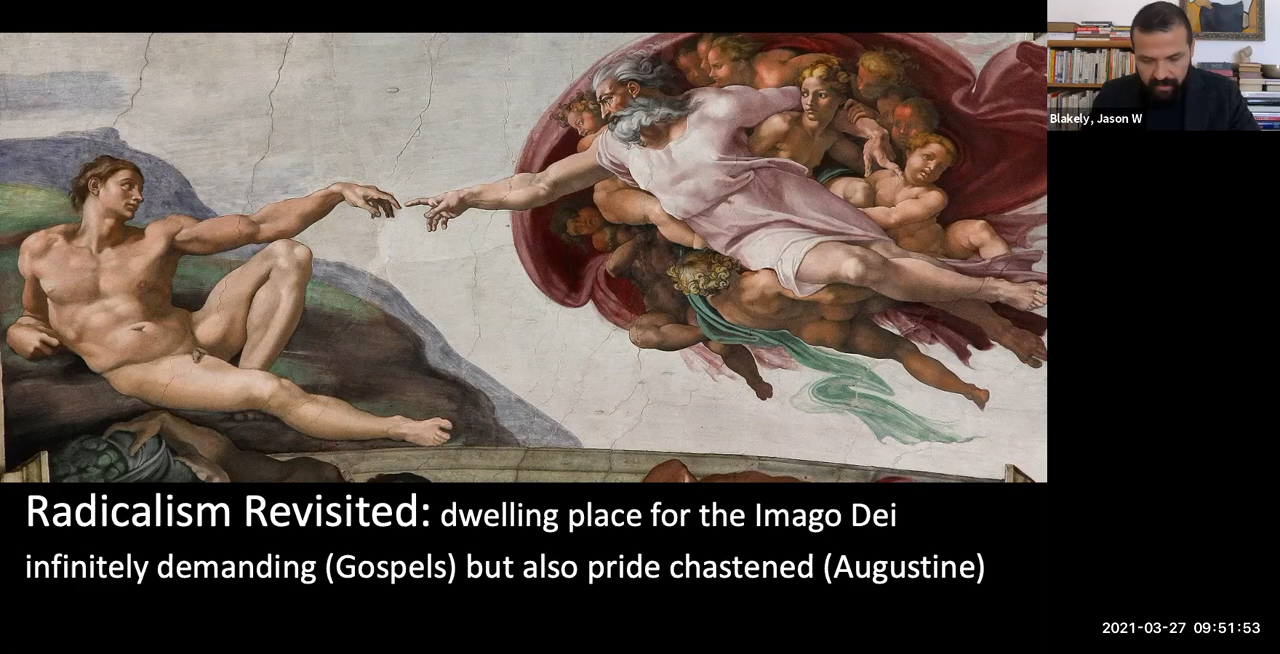 Blakely, Jason W
Radicalism Revisited: dwelling place for the Imago Dei
infinitely demanding (Gospels) but also pride chastened (Augustine)
2021-03-27 09:51:53